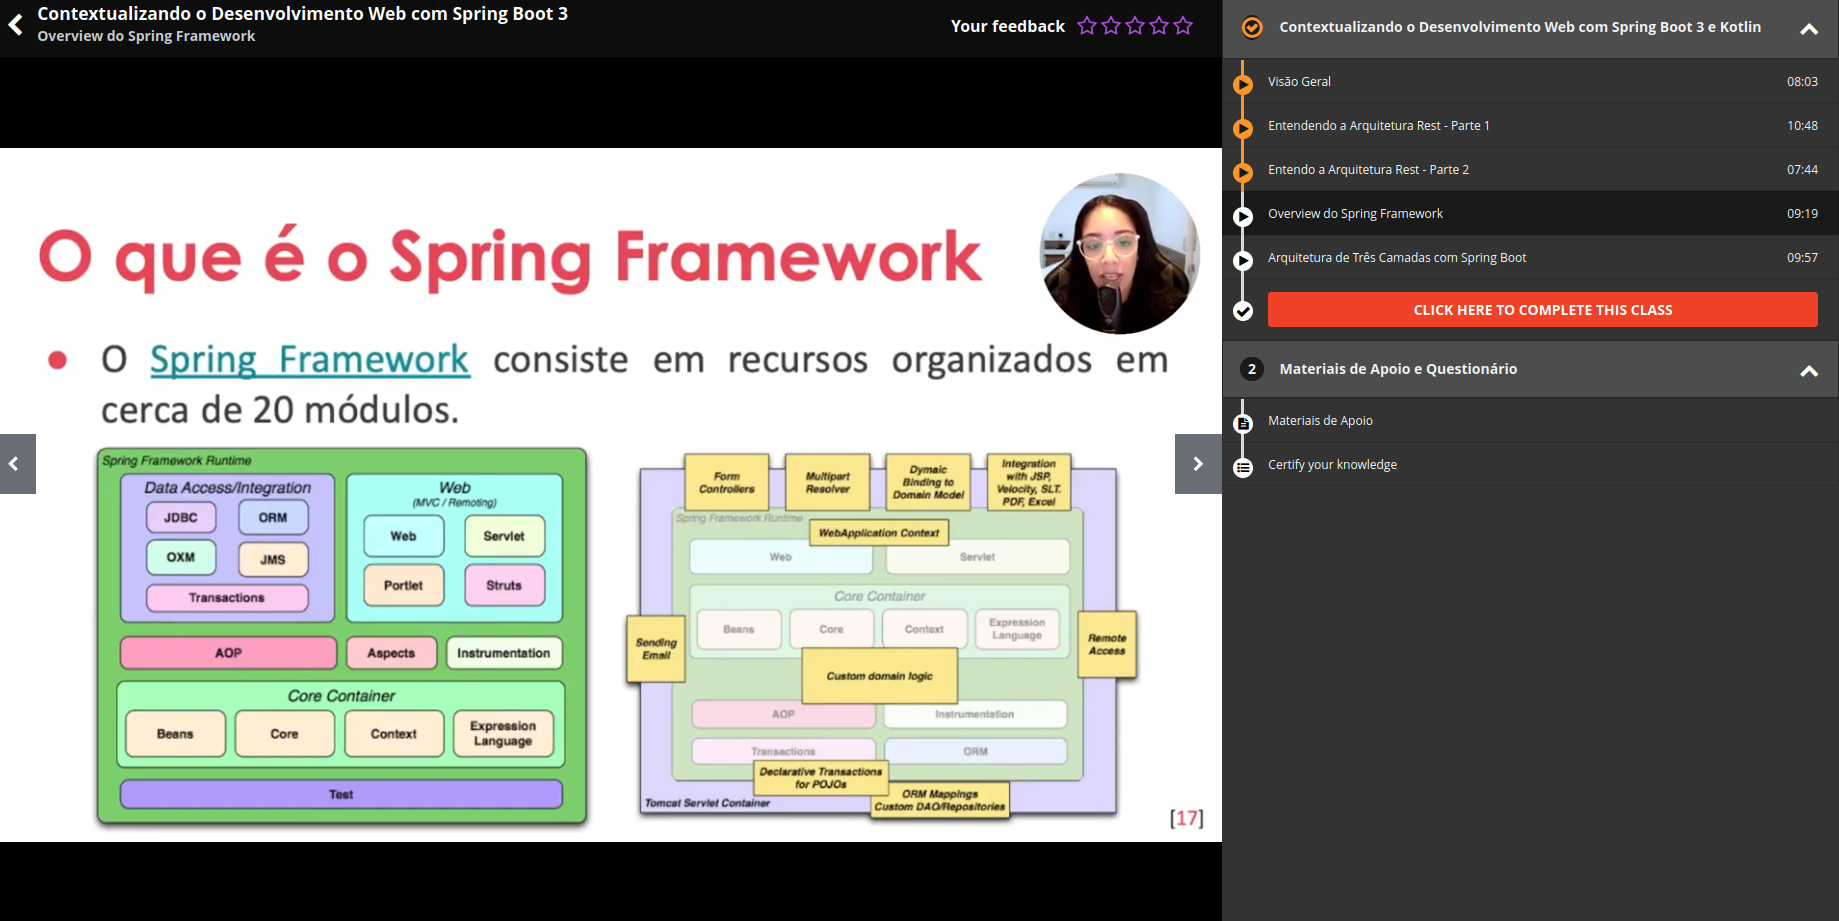 Contextualizando o Desenvolvimento Web com Spring Boot 3
Overview do Spring Framework
Your feedback
O que é o Spring Framework
O Spring Framework consiste em recursos organizados em
cerca de 20 módulos.
Spring Framework Runtime
Data Access/Integration
JDBC
ORM
OXM
JMS
Transactions
Web
(MVC / Remoting)
Web
Servlet
Portlet
Struts
AOP
Aspects
Instrumentation
Core Container
Beans
Core
Context
Expression
Language
Test
Form
Controllers
Multipart
Resolver
Dymaic
Binding to
Domain Model
Integration
with JSP,
Velocity, SLT.
PDF, Excel
Spring Framework Runtime
WebApplication Context
Web
Servlet
Core Container
Beans
Core
Context
Expression
Language
Sending
Email
Remote
Access
Custom domain logic
AOP
Instrumentation
Transactions
ORM
Declarative Transactions
for POJOs
ORM Mappings
Custom DAO/Repositories
Tomcat Servlet Container
[17]
Contextualizando o Desenvolvimento Web com Spring Boot 3 e Kotlin
Visão Geral 08:03
Entendendo a Arquitetura Rest - Parte 1 10:48
Entendo a Arquitetura Rest - Parte 2 07:44
Overview do Spring Framework 09:19
Arquitetura de Três Camadas com Spring Boot 09:57
CLICK HERE TO COMPLETE THIS CLASS
2 Materiais de Apoio e Questionário
Materiais de Apoio
Certify your knowledge